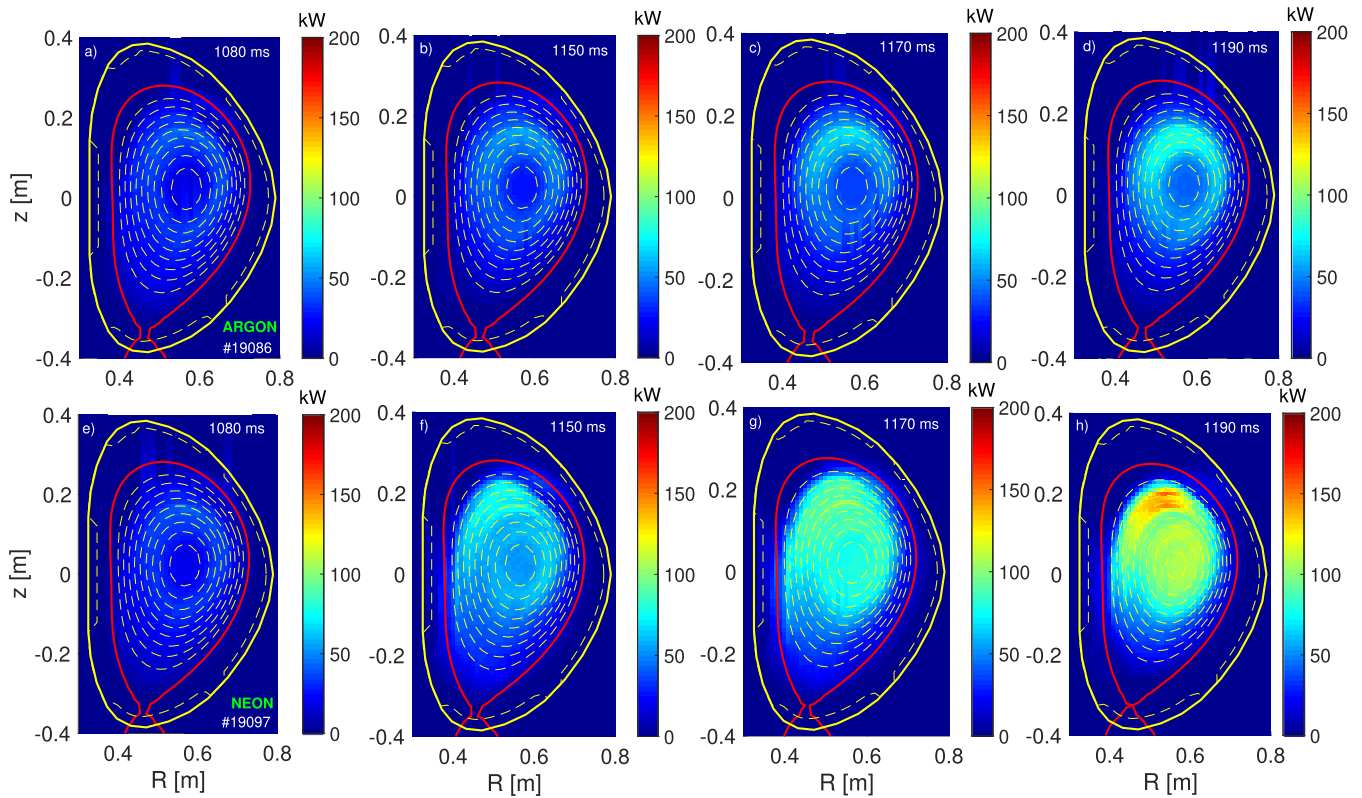 kW kW kW kW
0.4 a) 1080 ms 200 b) 1150 ms 200 c) 1170 ms 200 d) 1190 ms 200
0.2 150 0.2 150 0.2 150 0.2 150
z [m] 0 100 0 100 0 100 0 100
-0.2 50 -0.2 50 -0.2 50 -0.2 50
ARGON
#19086
-0.4 0 -0.4 0 -0.4 0 -0.4 0
0.4 0.6 0.8 0.4 0.6 0.8 0.4 0.6 0.8 0.4 0.6 0.8
kW kW kW kW
0.4 e) 1080 ms 200 0.4 f) 1150 ms 200 0.4 g) 1170 ms 200 0.4 h) 1190 ms 200
0.2 150 0.2 150 0.2 150 0.2 150
z [m] 0 100 0 100 0 100 0 100
-0.2 50 -0.2 50 -0.2 50 -0.2 50
NEON
#19097
-0.4 0 -0.4 0 -0.4 0 -0.4 0
0.4 0.6 0.8 0.4 0.6 0.8 0.4 0.6 0.8 0.4 0.6 0.8
R [m] R [m] R [m] R [m]